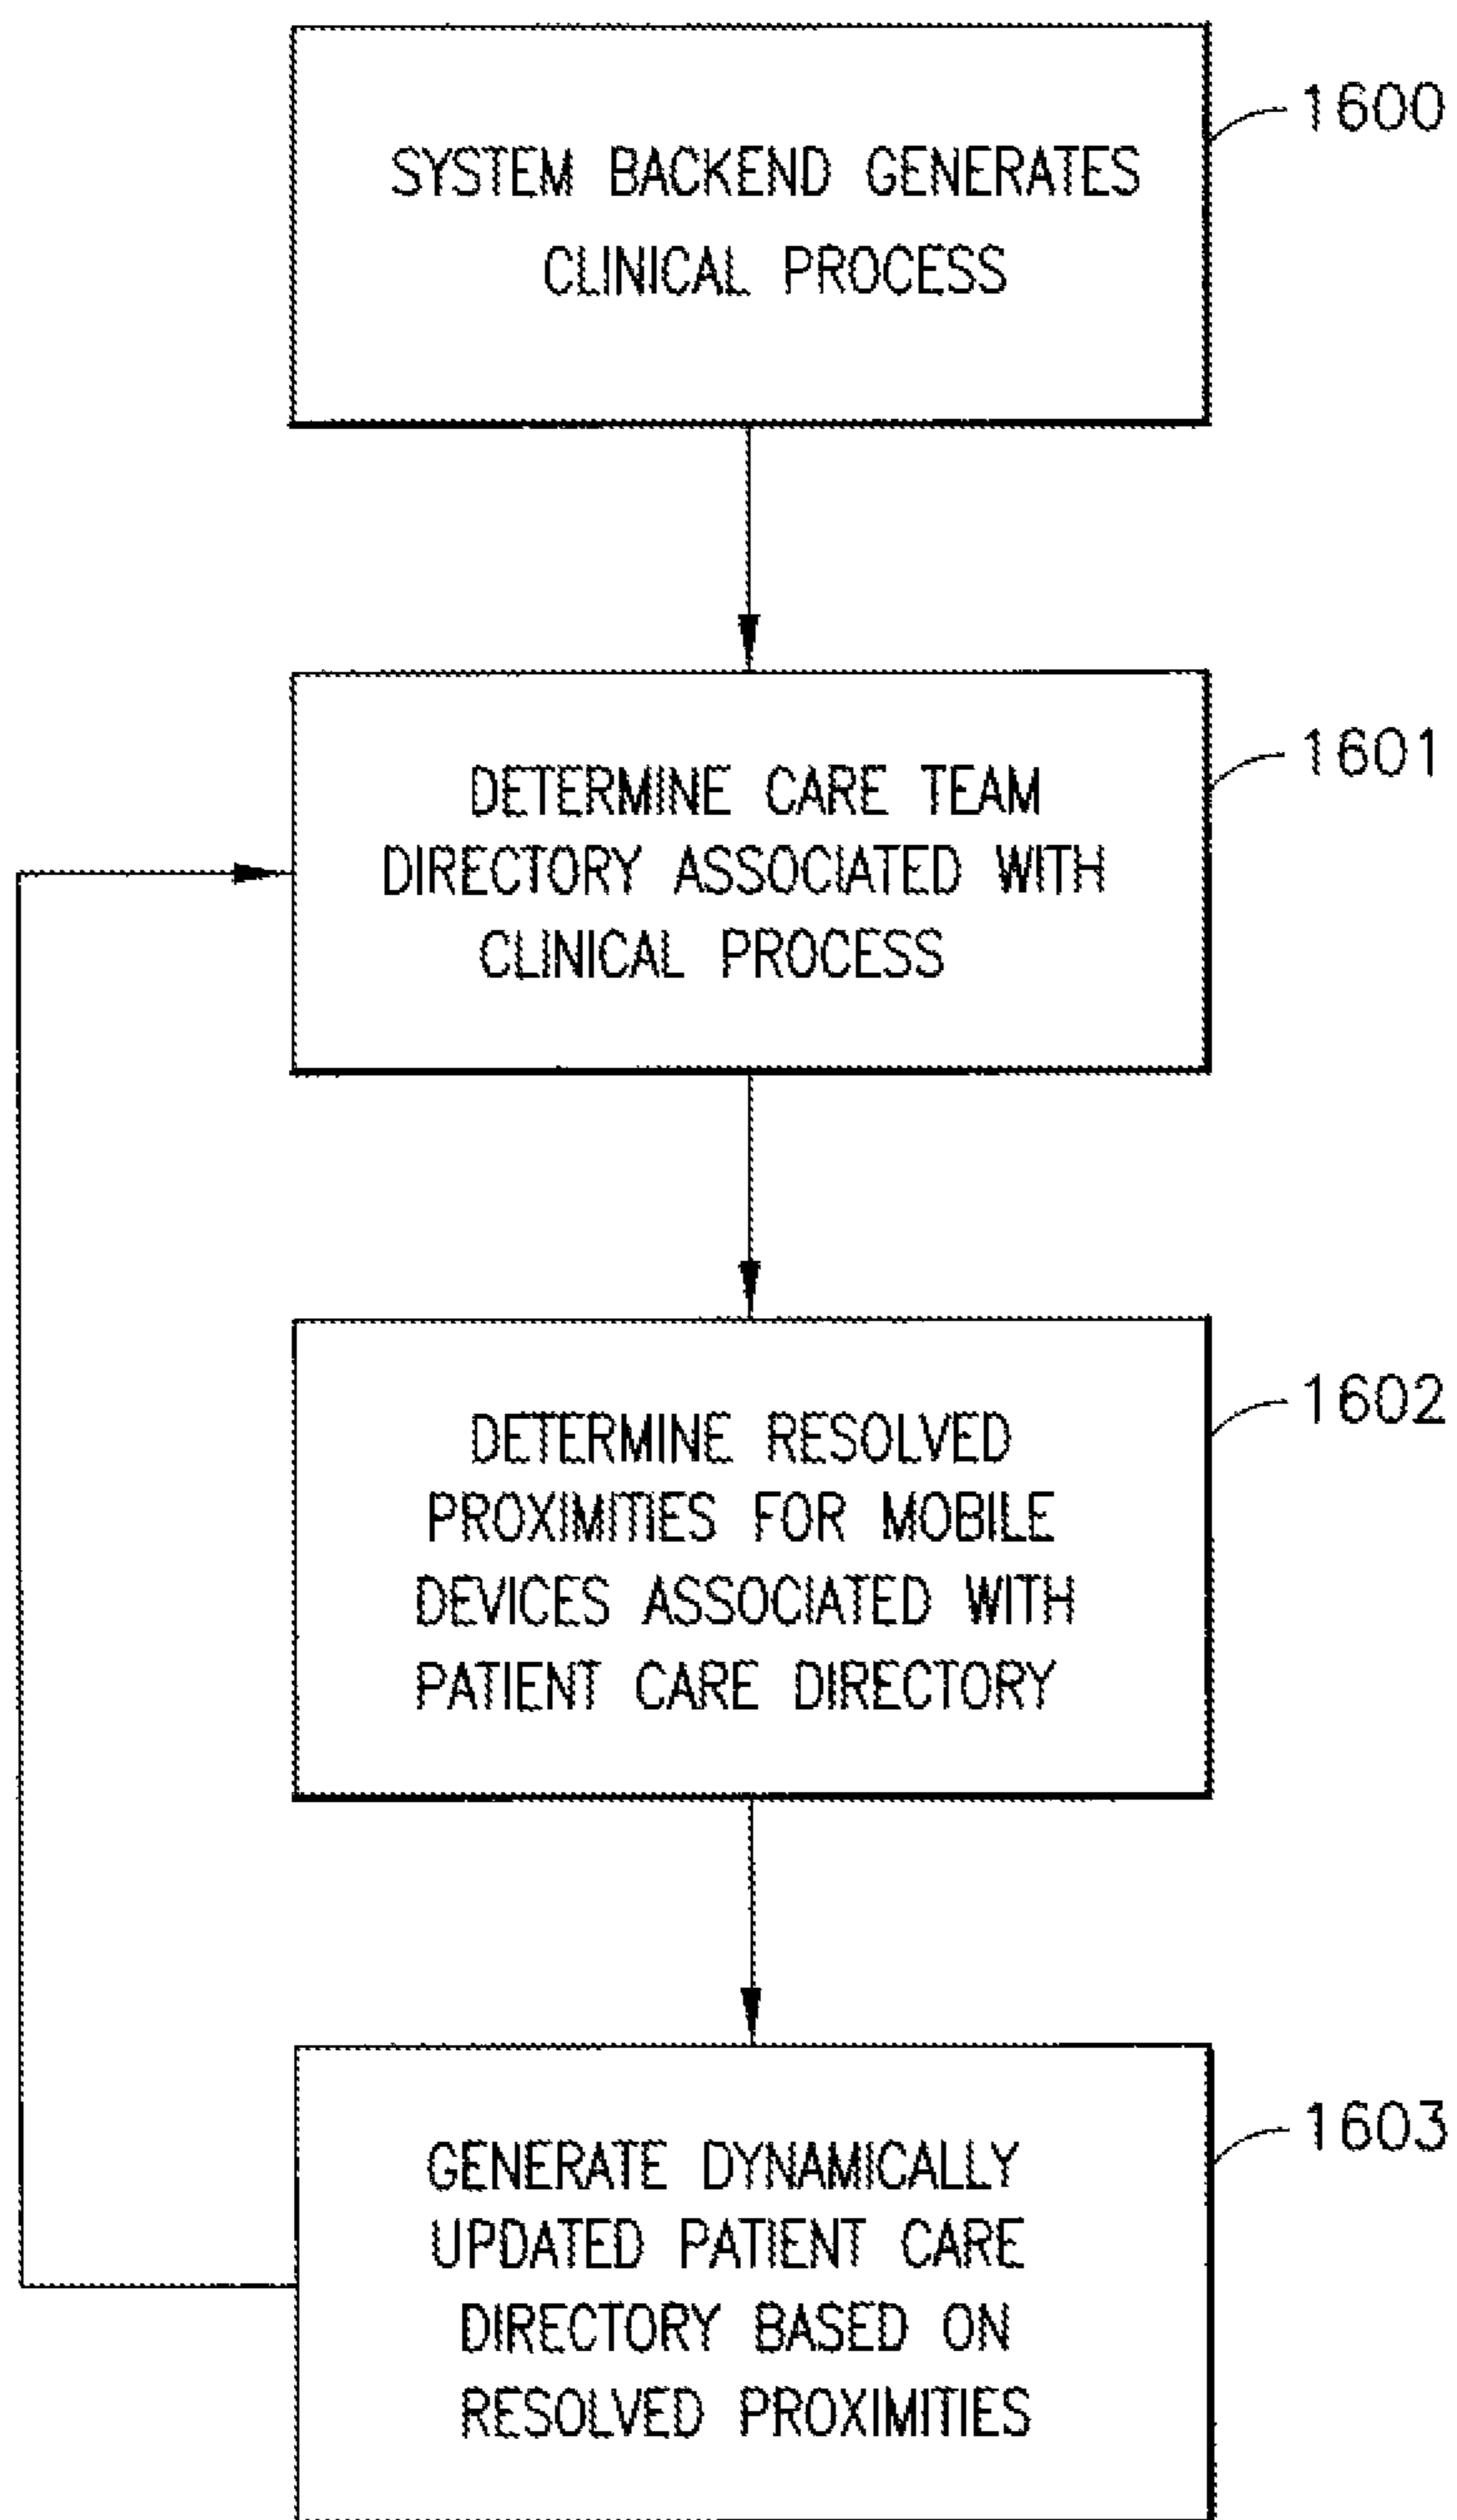 SYSTEM BACKEND GENERATES
CLINICAL PROCESS
1600
DETERMINE CARE TEAM
DIRECTORY ASSOCIATED WITH
CLINICAL PROCESS
1601
DETERMINE RESOLVED
PROXIMITIES FOR MOBILE
DEVICES ASSOCIATED WITH
PATIENT CARE DIRECTORY
1602
GENERATE DYNAMICALLY
UPDATED PATIENT CARE
DIRECTORY BASED ON
RESOLVED PROXIMITIES
1603